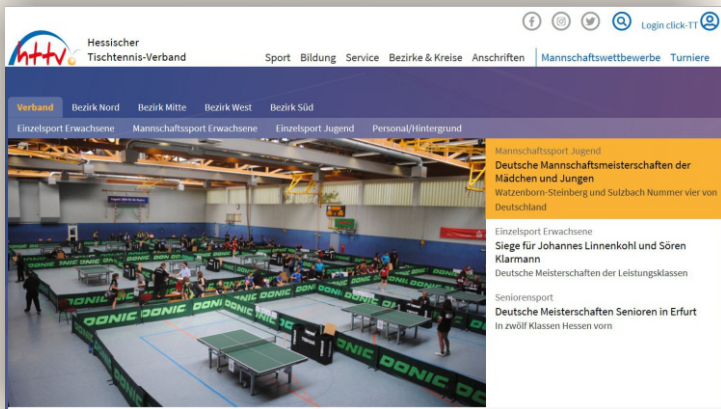 httv
Hessischer
Tischtennis-Verband
Login click-TT
Sport Bildung Service Bezirke & Kreise Anschriften Mannschaftswettbewerbe Turniere
Verband Bezirk Nord Bezirk Mitte Bezirk West Bezirk Süd
Einzelsport Erwachsene Mannschaftssport Erwachsene Einzelsport Jugend Personal/Hintergrund
Mannschaftssport Jugend
Deutsche Mannschaftsmeisterschaften der
Mädchen und Jungen
Watzenborn-Steinberg und Sulzbach Nummer vier von
Deutschland
Einzelsport Erwachsene
Siege für Johannes Linnenkohl und Sören
Klarmann
Deutsche Meisterschaften der Leistungsklassen
Seniorensport
Deutsche Meisterschaften Senioren in Erfurt
In zwölf Klassen Hessen vorn
DONIC DONIC DONIC
DONIC DONIC DONIC